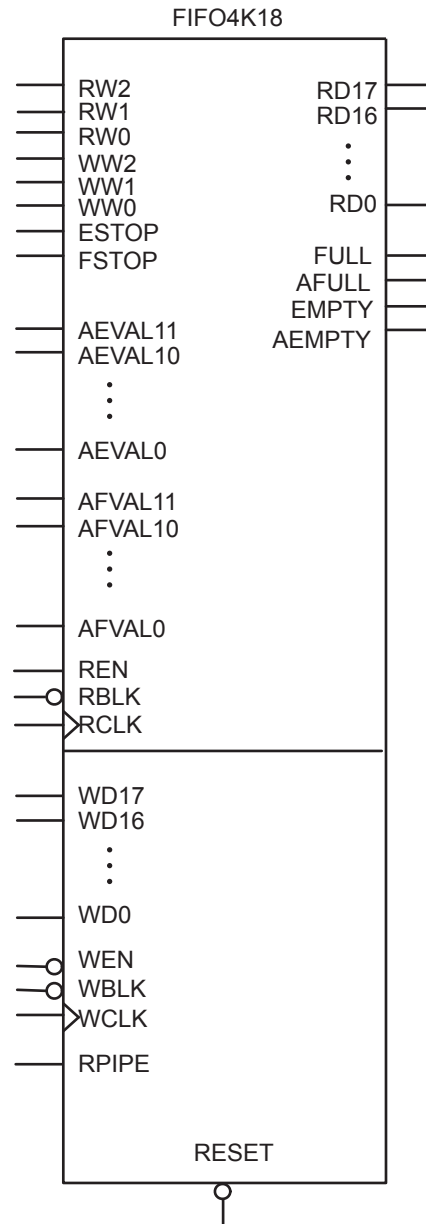 FIFO4K18
RW2
RW1
RW0
WW2
WW1
WW0
ESTOP
FSTOP
AEVAL11
AEVAL10
AEVAL0
AFVAL11
AFVAL10
AFVAL0
REN
RBLK
RCLK
RD17
RD16
RD0
FULL
AFULL
EMPTY
AEMPTY
WD17
WD16
WD0
WEN
WBLK
WCLK
RPIPE
RESET